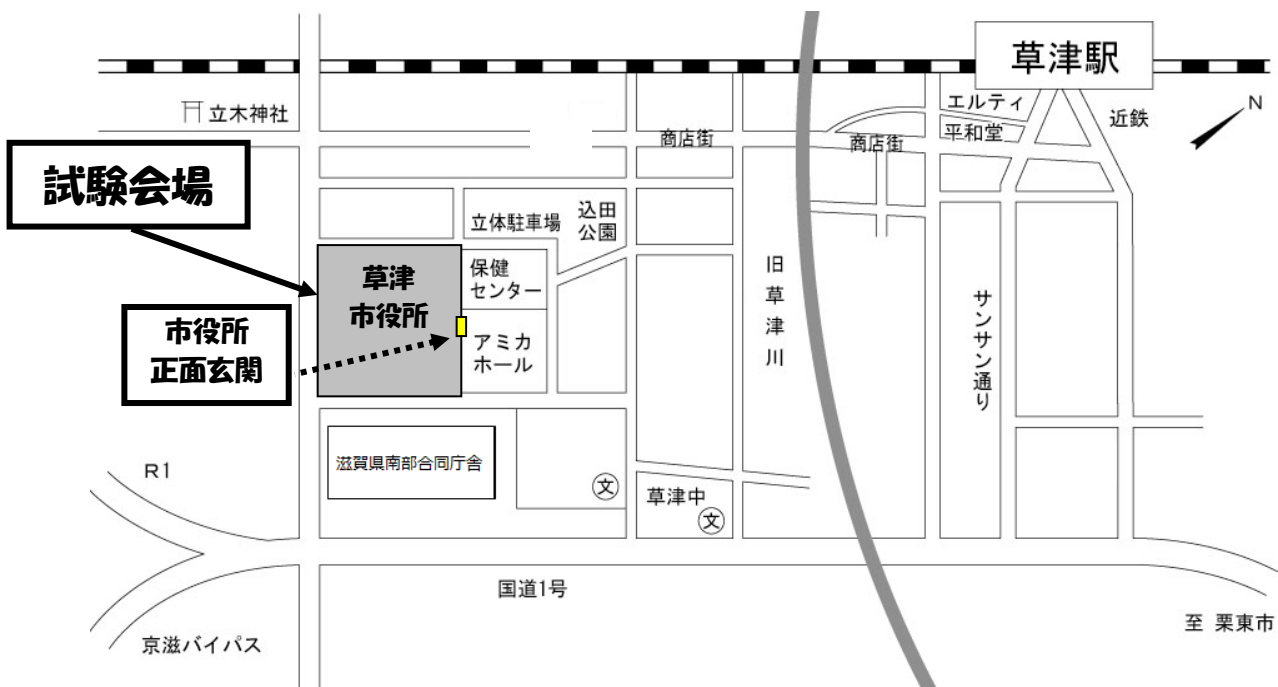 草津駅
エルティ
平和堂
近鉄
N
立木神社
商店街
商店街
試験会場
立体駐車場
込田
公園
草津
市役所
保健
センター
市役所
正面玄関
アミカ
ホール
旧草津川
サンサン通り
滋賀県南部合同庁舎
R1
文
草津中
文
国道1号
京滋バイパス
至 栗東市